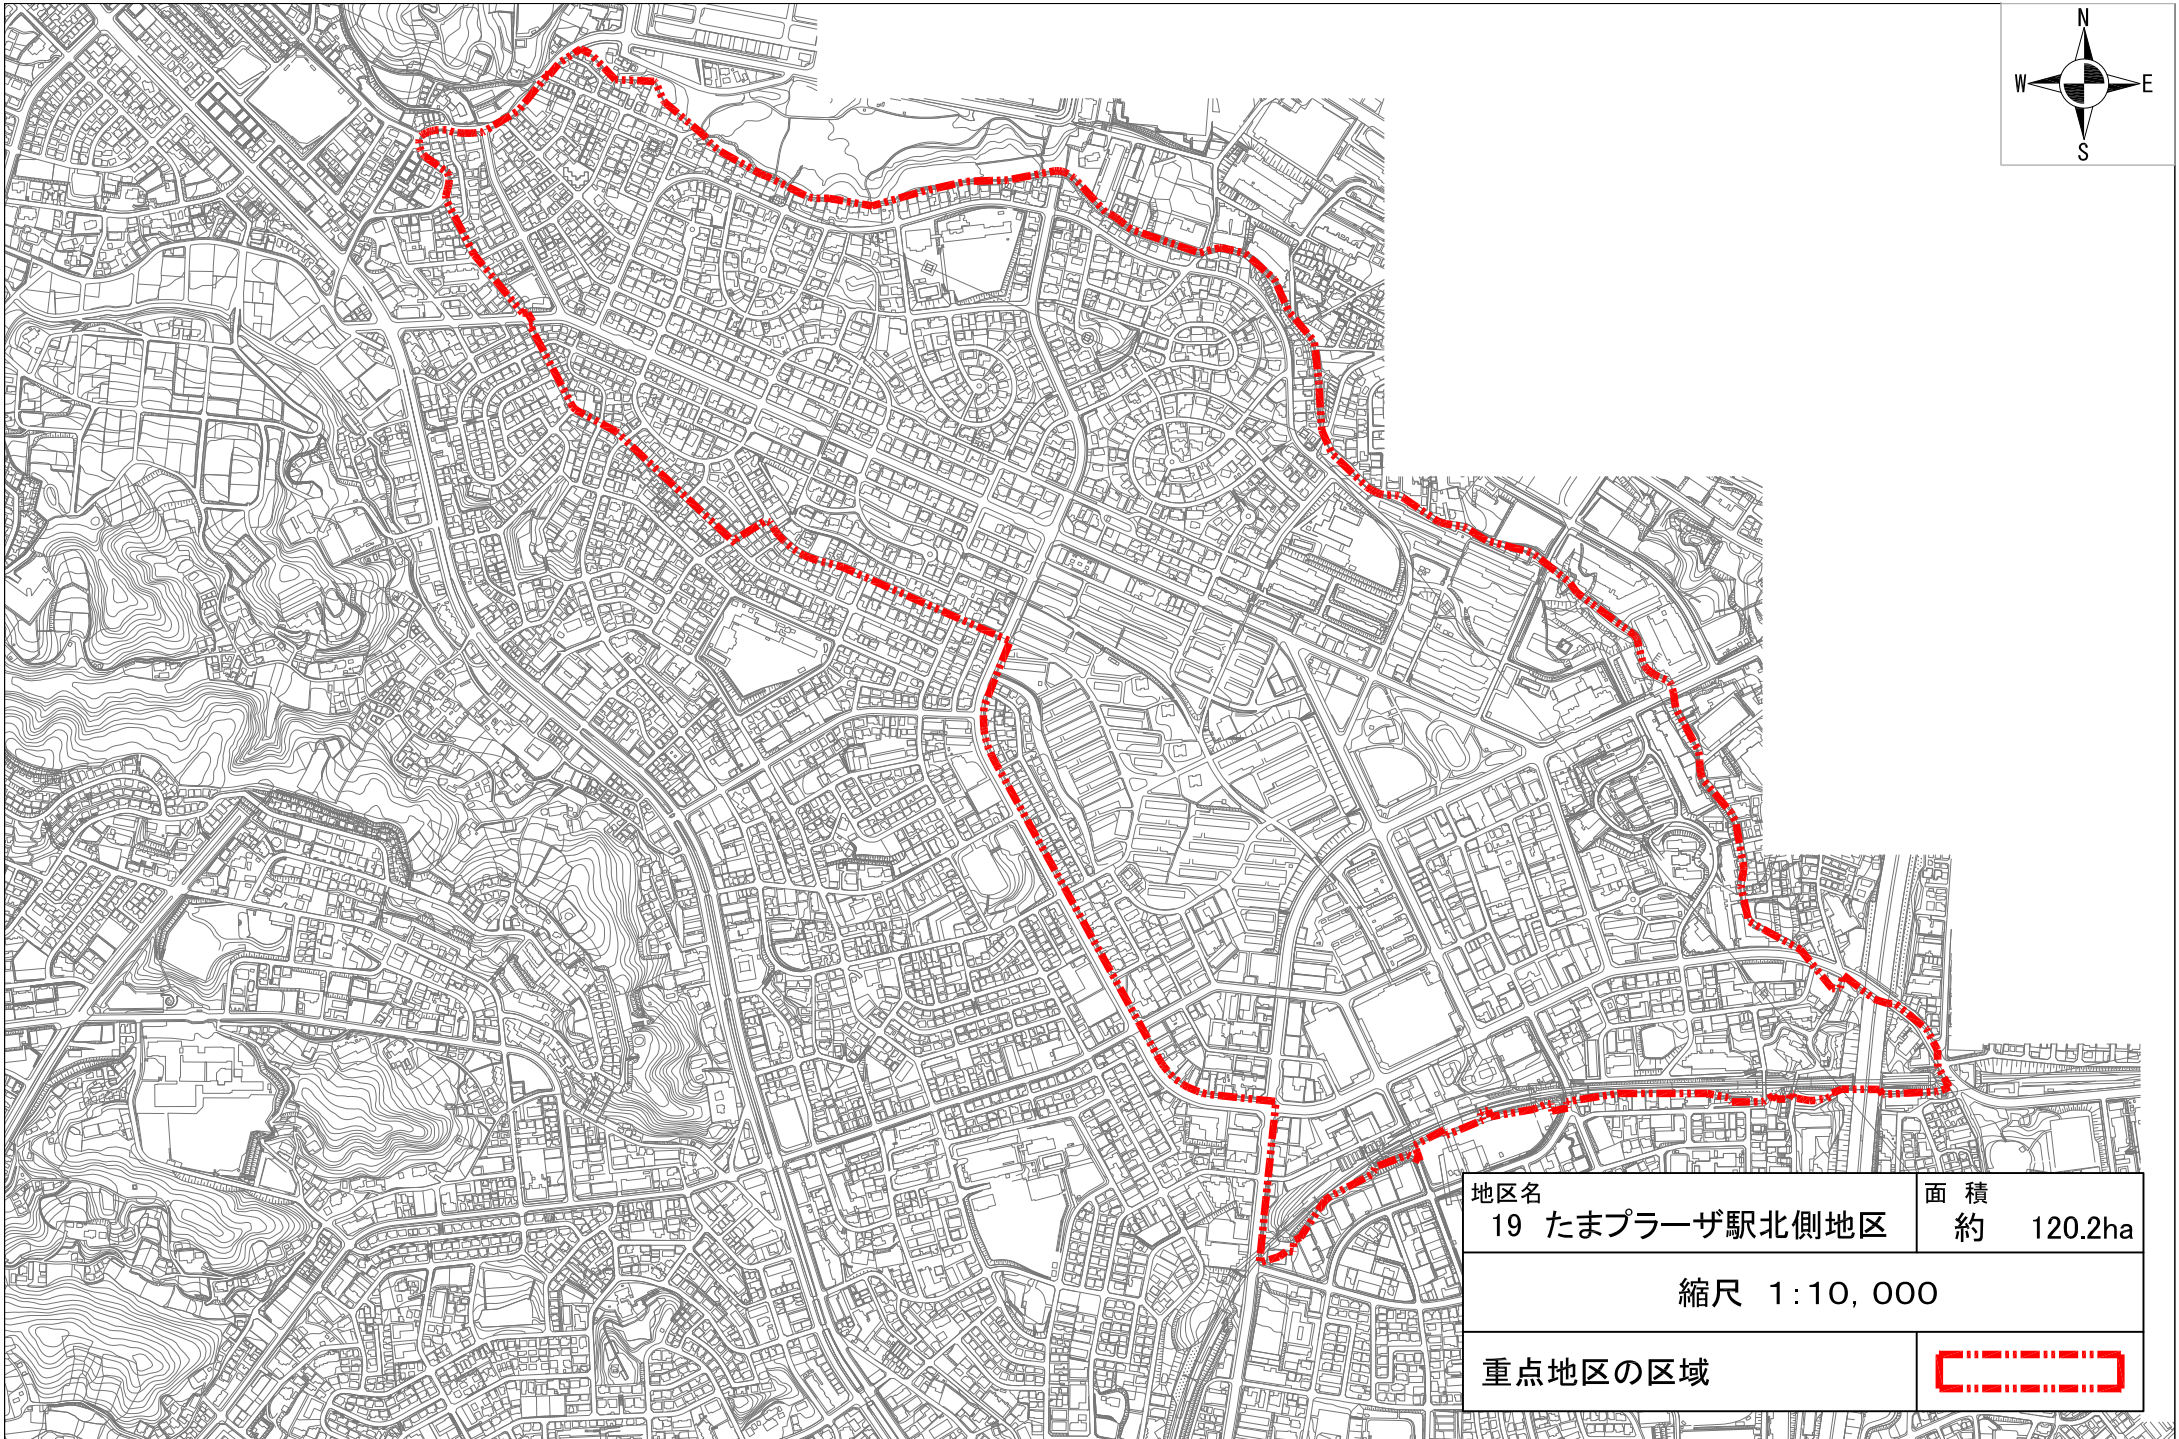 N
W E
S
地区名
19 たまプラーザ駅北側地区
面 積
約 120.2ha
縮尺 1:10,000
重点地区の区域